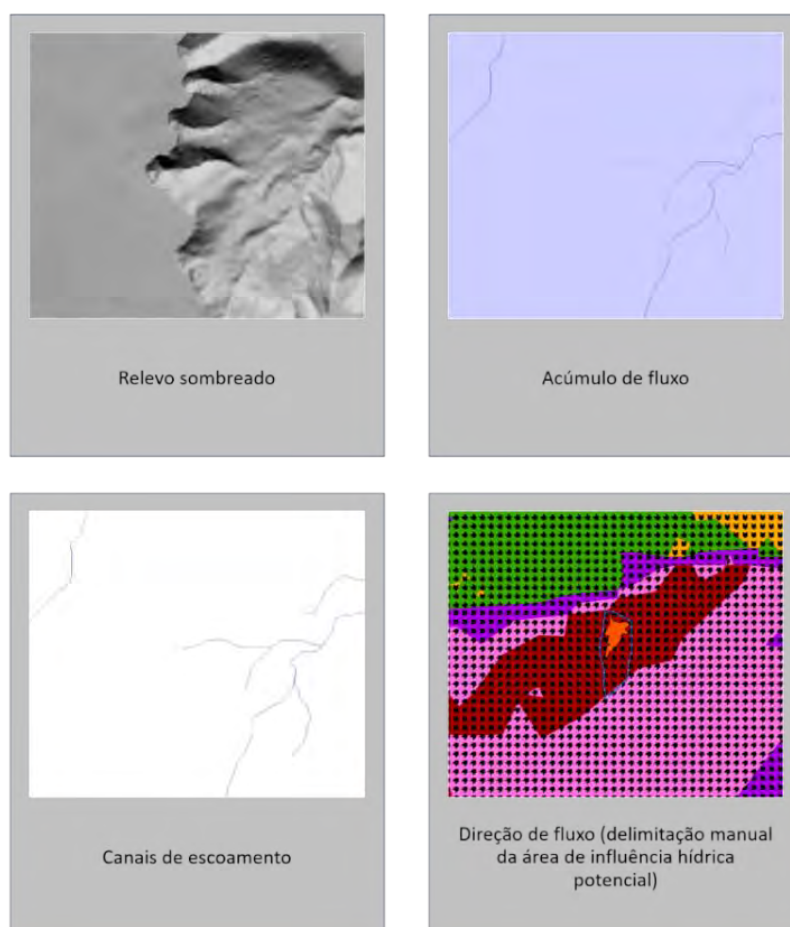 Relevo sombreado
Acúmulo de fluxo
Canais de escoamento
Direção de fluxo (delimitação manual
da área de influência hídrica
potencial)